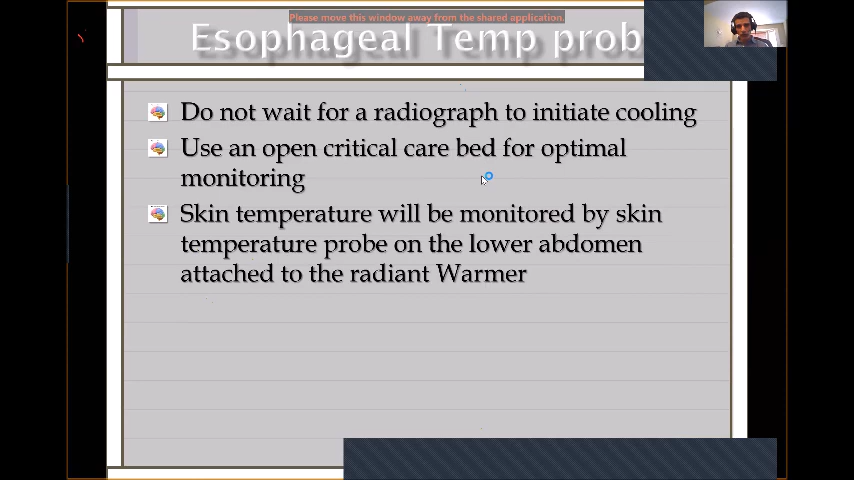 Please move this window away from the shared application.
Esophageal Temp prob
Do not wait for a radiograph to initiate cooling
Use an open critical care bed for optimal
monitoring
Skin temperature will be monitored by skin
temperature probe on the lower abdomen
attached to the radiant Warmer